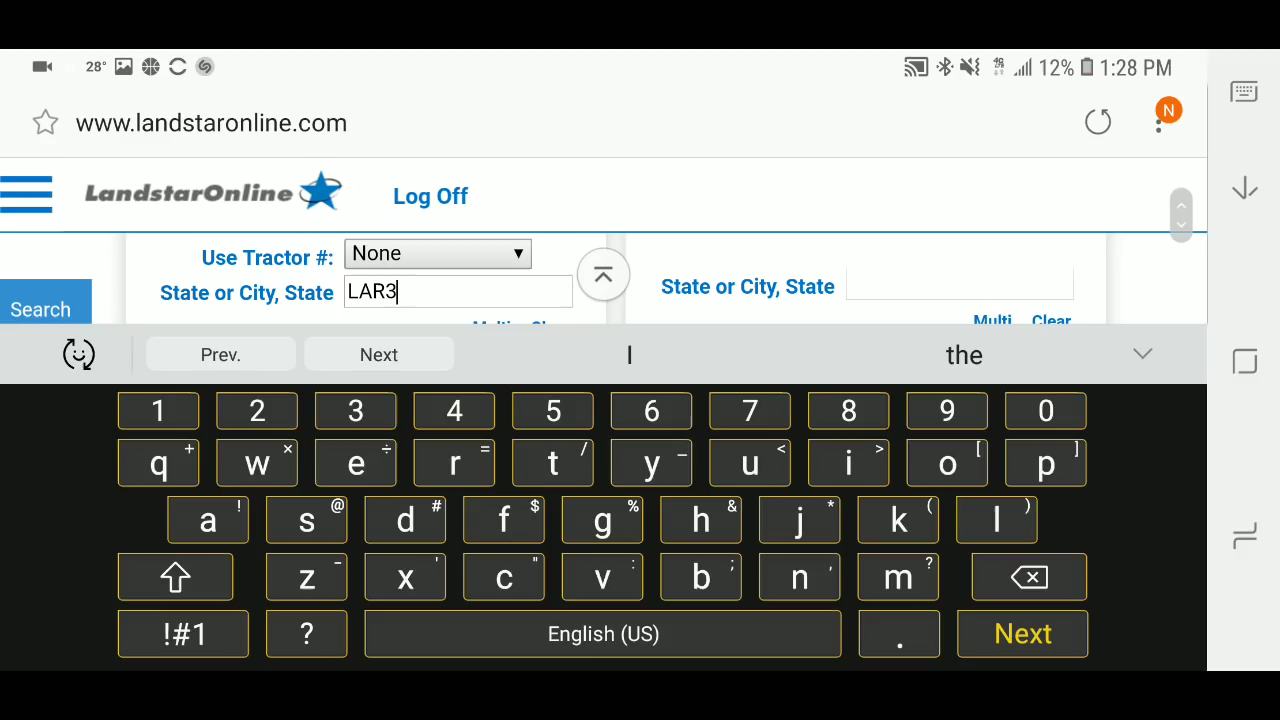 28° 12% 1:28 PM
www.landstaronline.com N
LandstarOnline Log Off
Use Tractor #: None
State or City, State LAR3 State or City, State
Search Multi Clear
Prev. Next I the
1 2 3 4 5 6 7 8 9 0
q + w × e ÷ r = t / y _ u < i > o [ p ]
a ! s @ d # f $ g % h & j * k ( l )
z - x ' c " v : b ; n , m ?
!#1 ? English (US) . Next